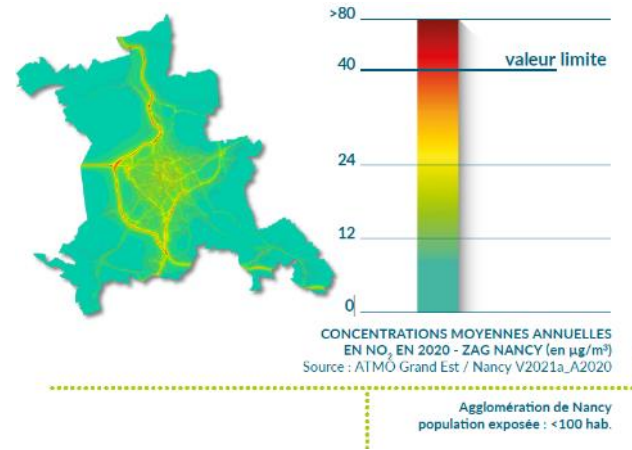 >80
valeur limite
40
24
12
0
CONCENTRATIONS MOYENNES ANNUELLES
EN NO₂ EN 2020 - ZAG NANCY (en µg/m³)
Source : ATMO Grand Est / Nancy V2021a_A2020
Agglomération de Nancy
population exposée : <100 hab.